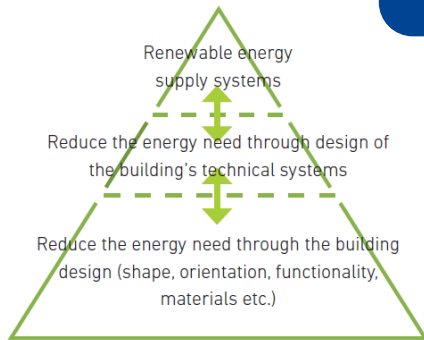 Renewable energy
supply systems
Reduce the energy need through design of
the building's technical systems
Reduce the energy need through the building
design (shape, orientation, functionality,
materials etc.)